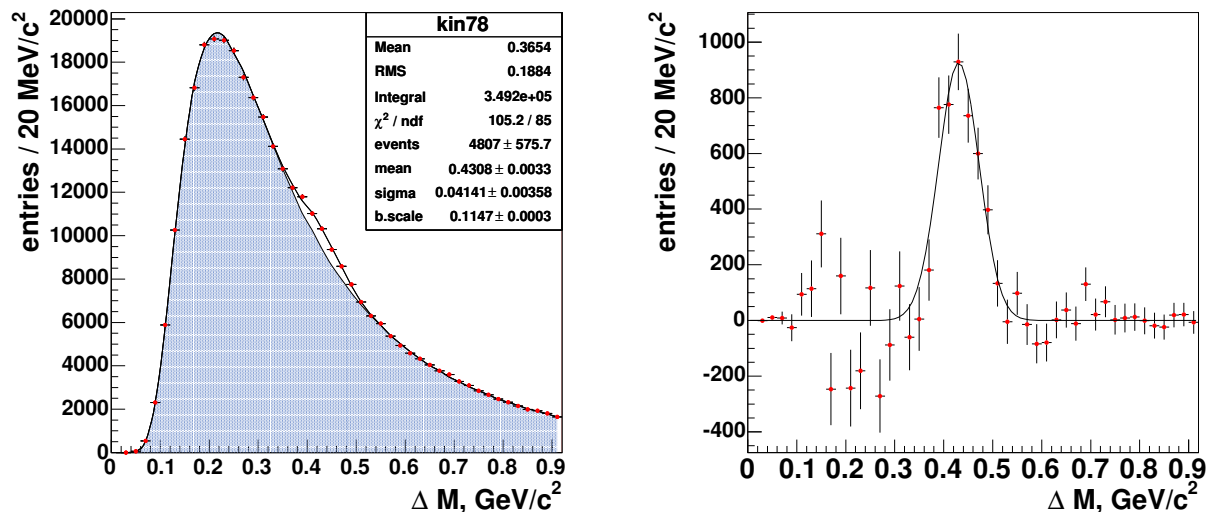 entries / 20 MeV/c²
20000
18000
16000
14000
12000
10000
8000
6000
4000
2000
0
kin78
Mean 0.3654
RMS 0.1884
Integral 3.492e+05
χ² / ndf 105.2 / 85
events 4807 ± 575.7
mean 0.4308 ± 0.0033
sigma 0.04141 ± 0.00358
b.scale 0.1147 ± 0.0003
0 0.1 0.2 0.3 0.4 0.5 0.6 0.7 0.8 0.9
Δ M, GeV/c²
entries / 20 MeV/c²
1000
800
600
400
200
0
-200
-400
0 0.1 0.2 0.3 0.4 0.5 0.6 0.7 0.8 0.9
Δ M, GeV/c²